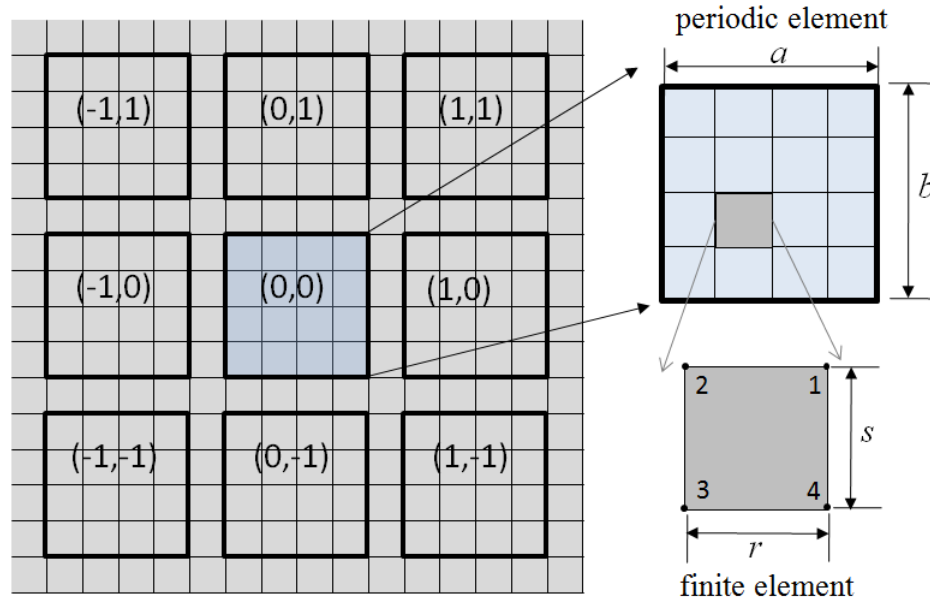 periodic element
a
(-1,1) (0,1) (1,1)
b
(-1,0) (0,0) (1,0)
2 1
s
3 4
(-1,-1) (0,-1) (1,-1)
r
finite element